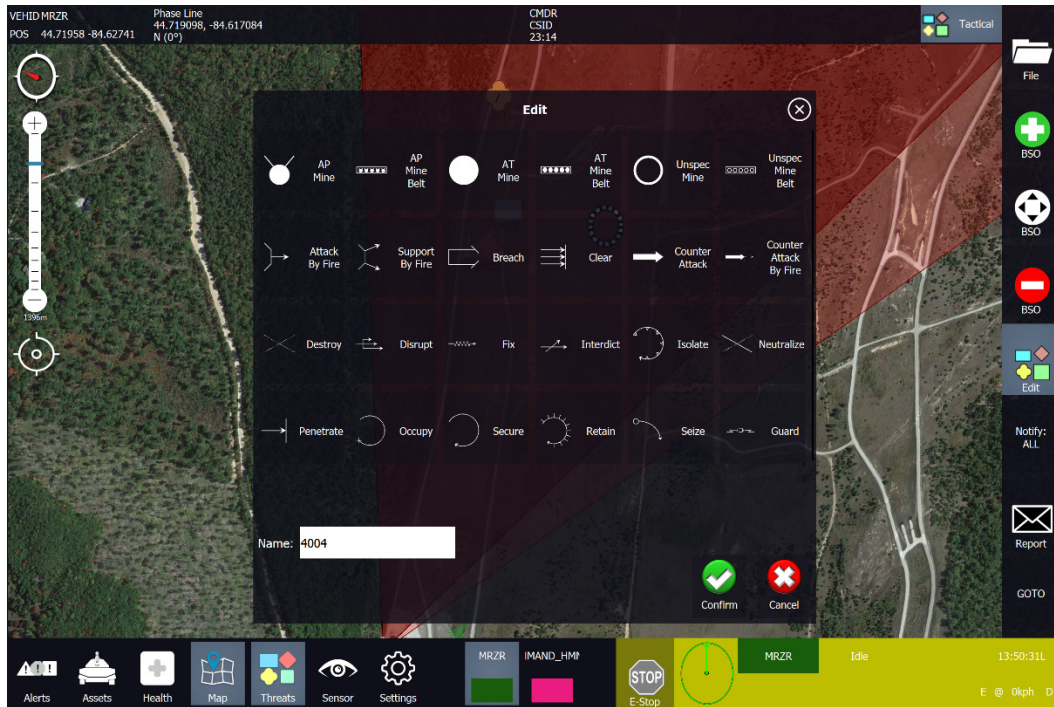 VEHID MRZR
POS 44.71958 -84.62741
Phase Line
44.719098, -84.617084
N (0°)
CMDR
CSID
23:14
Tactical
File
BSO
BSO
BSO
Edit
Notify:
ALL
Report
GOTO
1396m
Edit
AP
Mine
AP
Mine
Belt
AT
Mine
AT
Mine
Belt
Unspec
Mine
Unspec
Mine
Belt
Attack
By Fire
Support
By Fire
Breach
Clear
Counter
Attack
Counter
Attack
By Fire
Destroy
Disrupt
Fix
Interdict
Isolate
Neutralize
Penetrate
Occupy
Secure
Retain
Seize
Guard
Name: 4004
Confirm
Cancel
Alerts
Assets
Health
Map
Threats
Sensor
Settings
MRZR
STOP
E-Stop
MRZR
Idle
13:50:31L
E @ 0kph D